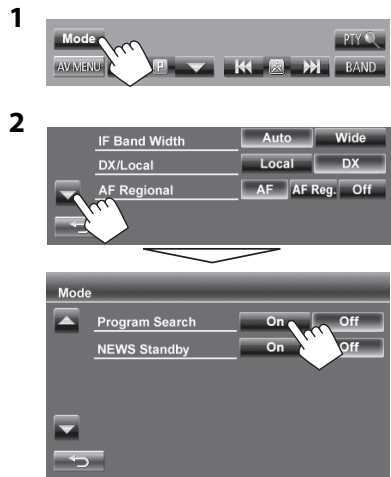 1
Mode
PTY
AV MENU P BAND
2
IF Band Width Auto Wide
DX/Local Local DX
AF Regional AF AF Reg. Off
Mode
Program Search On Off
NEWS Standby On Off